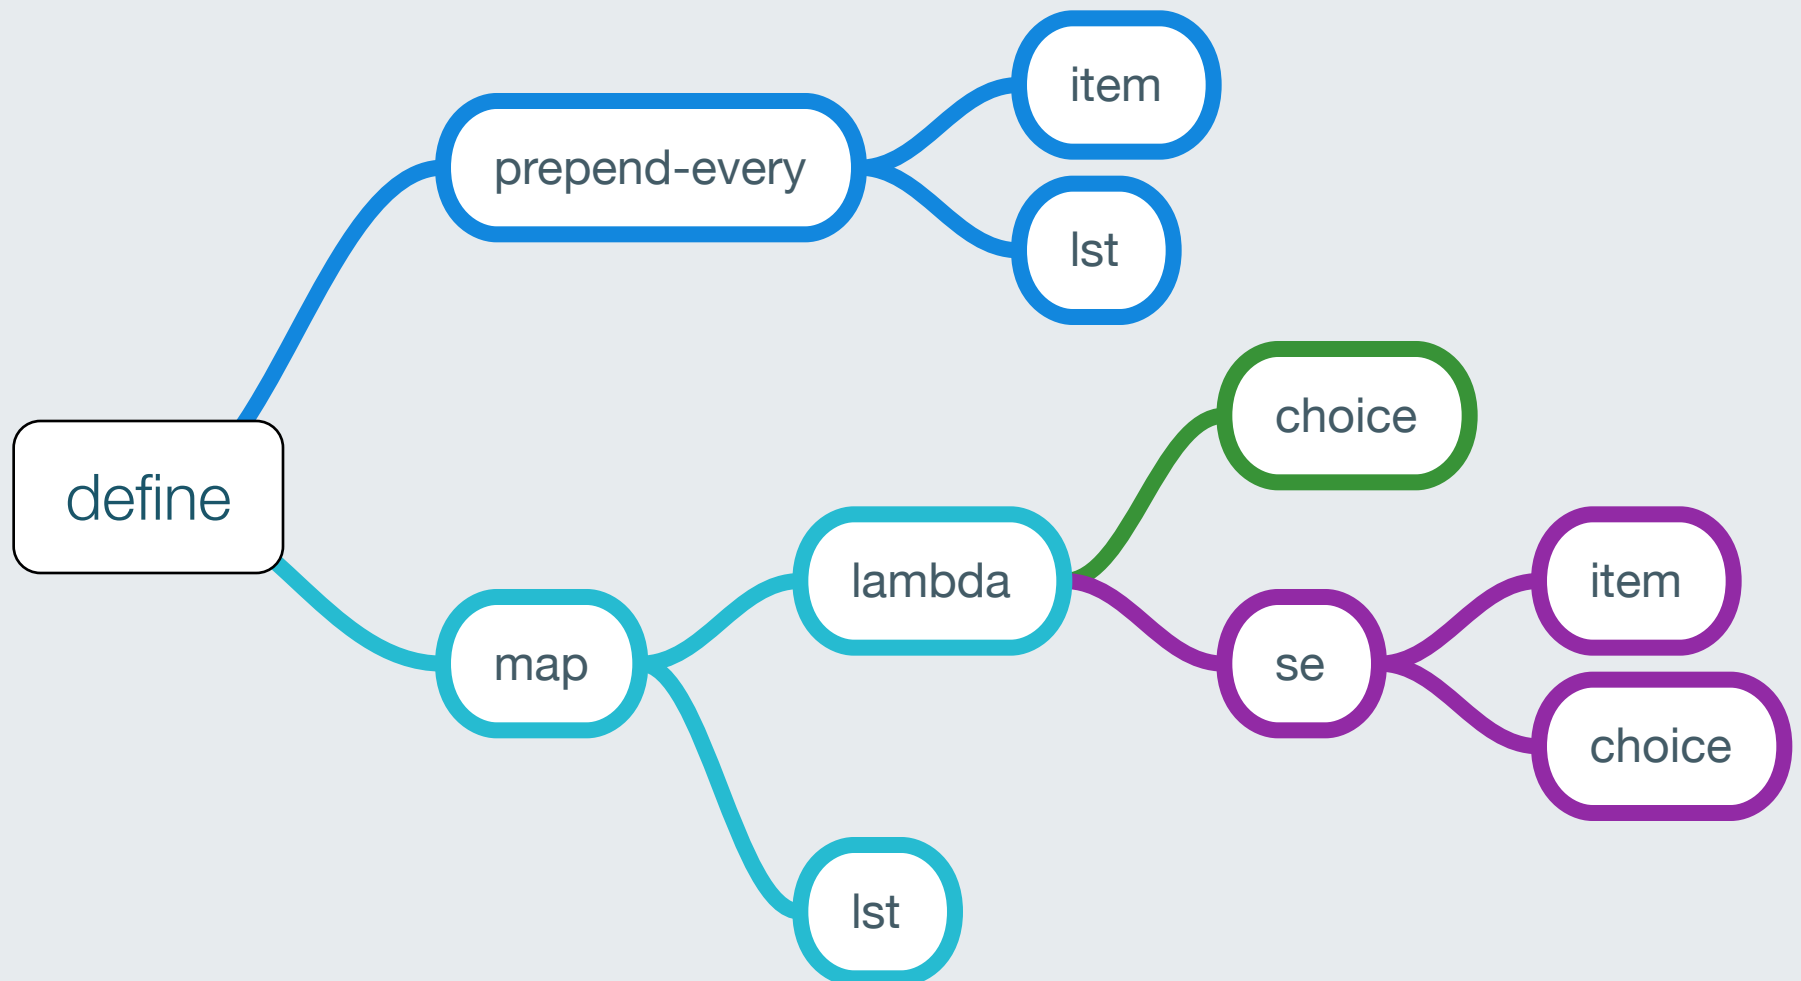 define
prepend-every
item
lst
map
lambda
choice
se
item
choice
lst